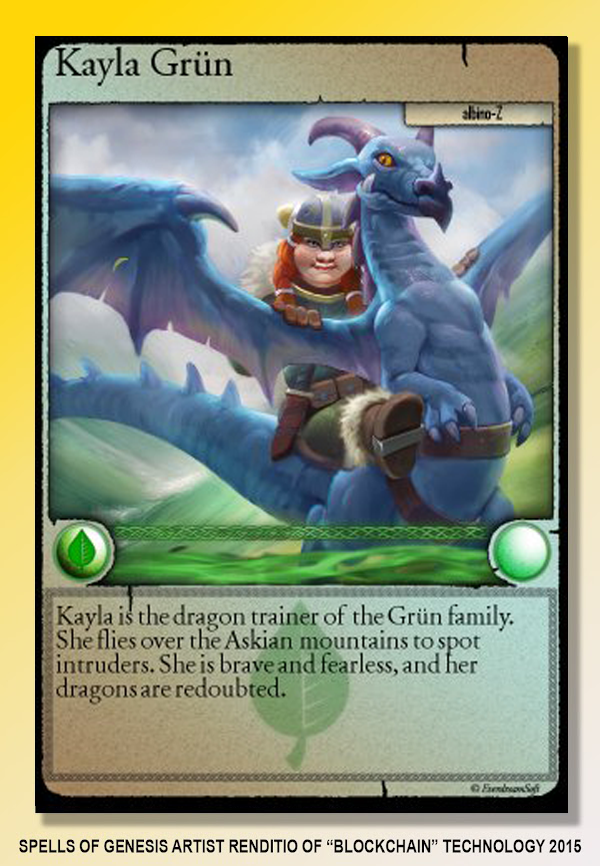 Kayla Grün
albino-Z
Kayla is the dragon trainer of the Grün family.
She flies over the Askian mountains to spot
intruders. She is brave and fearless, and her
dragons are redoubted.
© EverdreamSoft
SPELLS OF GENESIS ARTIST RENDITIO OF “BLOCKCHAIN” TECHNOLOGY 2015